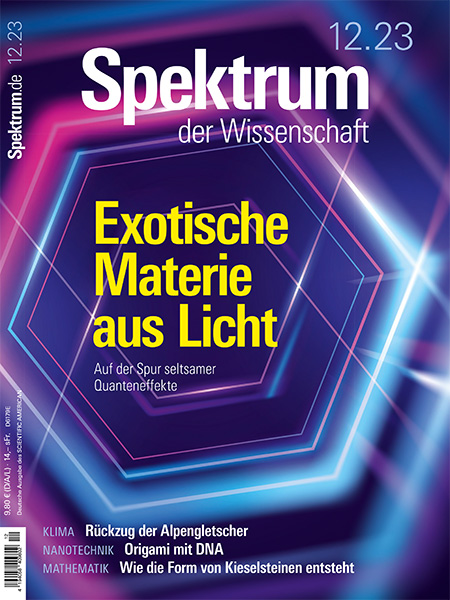 12.23
Spektrum
der Wissenschaft
Spektrum.de 12.23
Exotische
Materie
aus Licht
Auf der Spur seltsamer
Quanteneffekte
9,80 € (D/A/L) · 14,– sFr. D6179E
Deutsche Ausgabe des SCIENTIFIC AMERICAN
KLIMA Rückzug der Alpengletscher
NANOTECHNIK Origami mit DNA
MATHEMATIK Wie die Form von Kieselsteinen entsteht